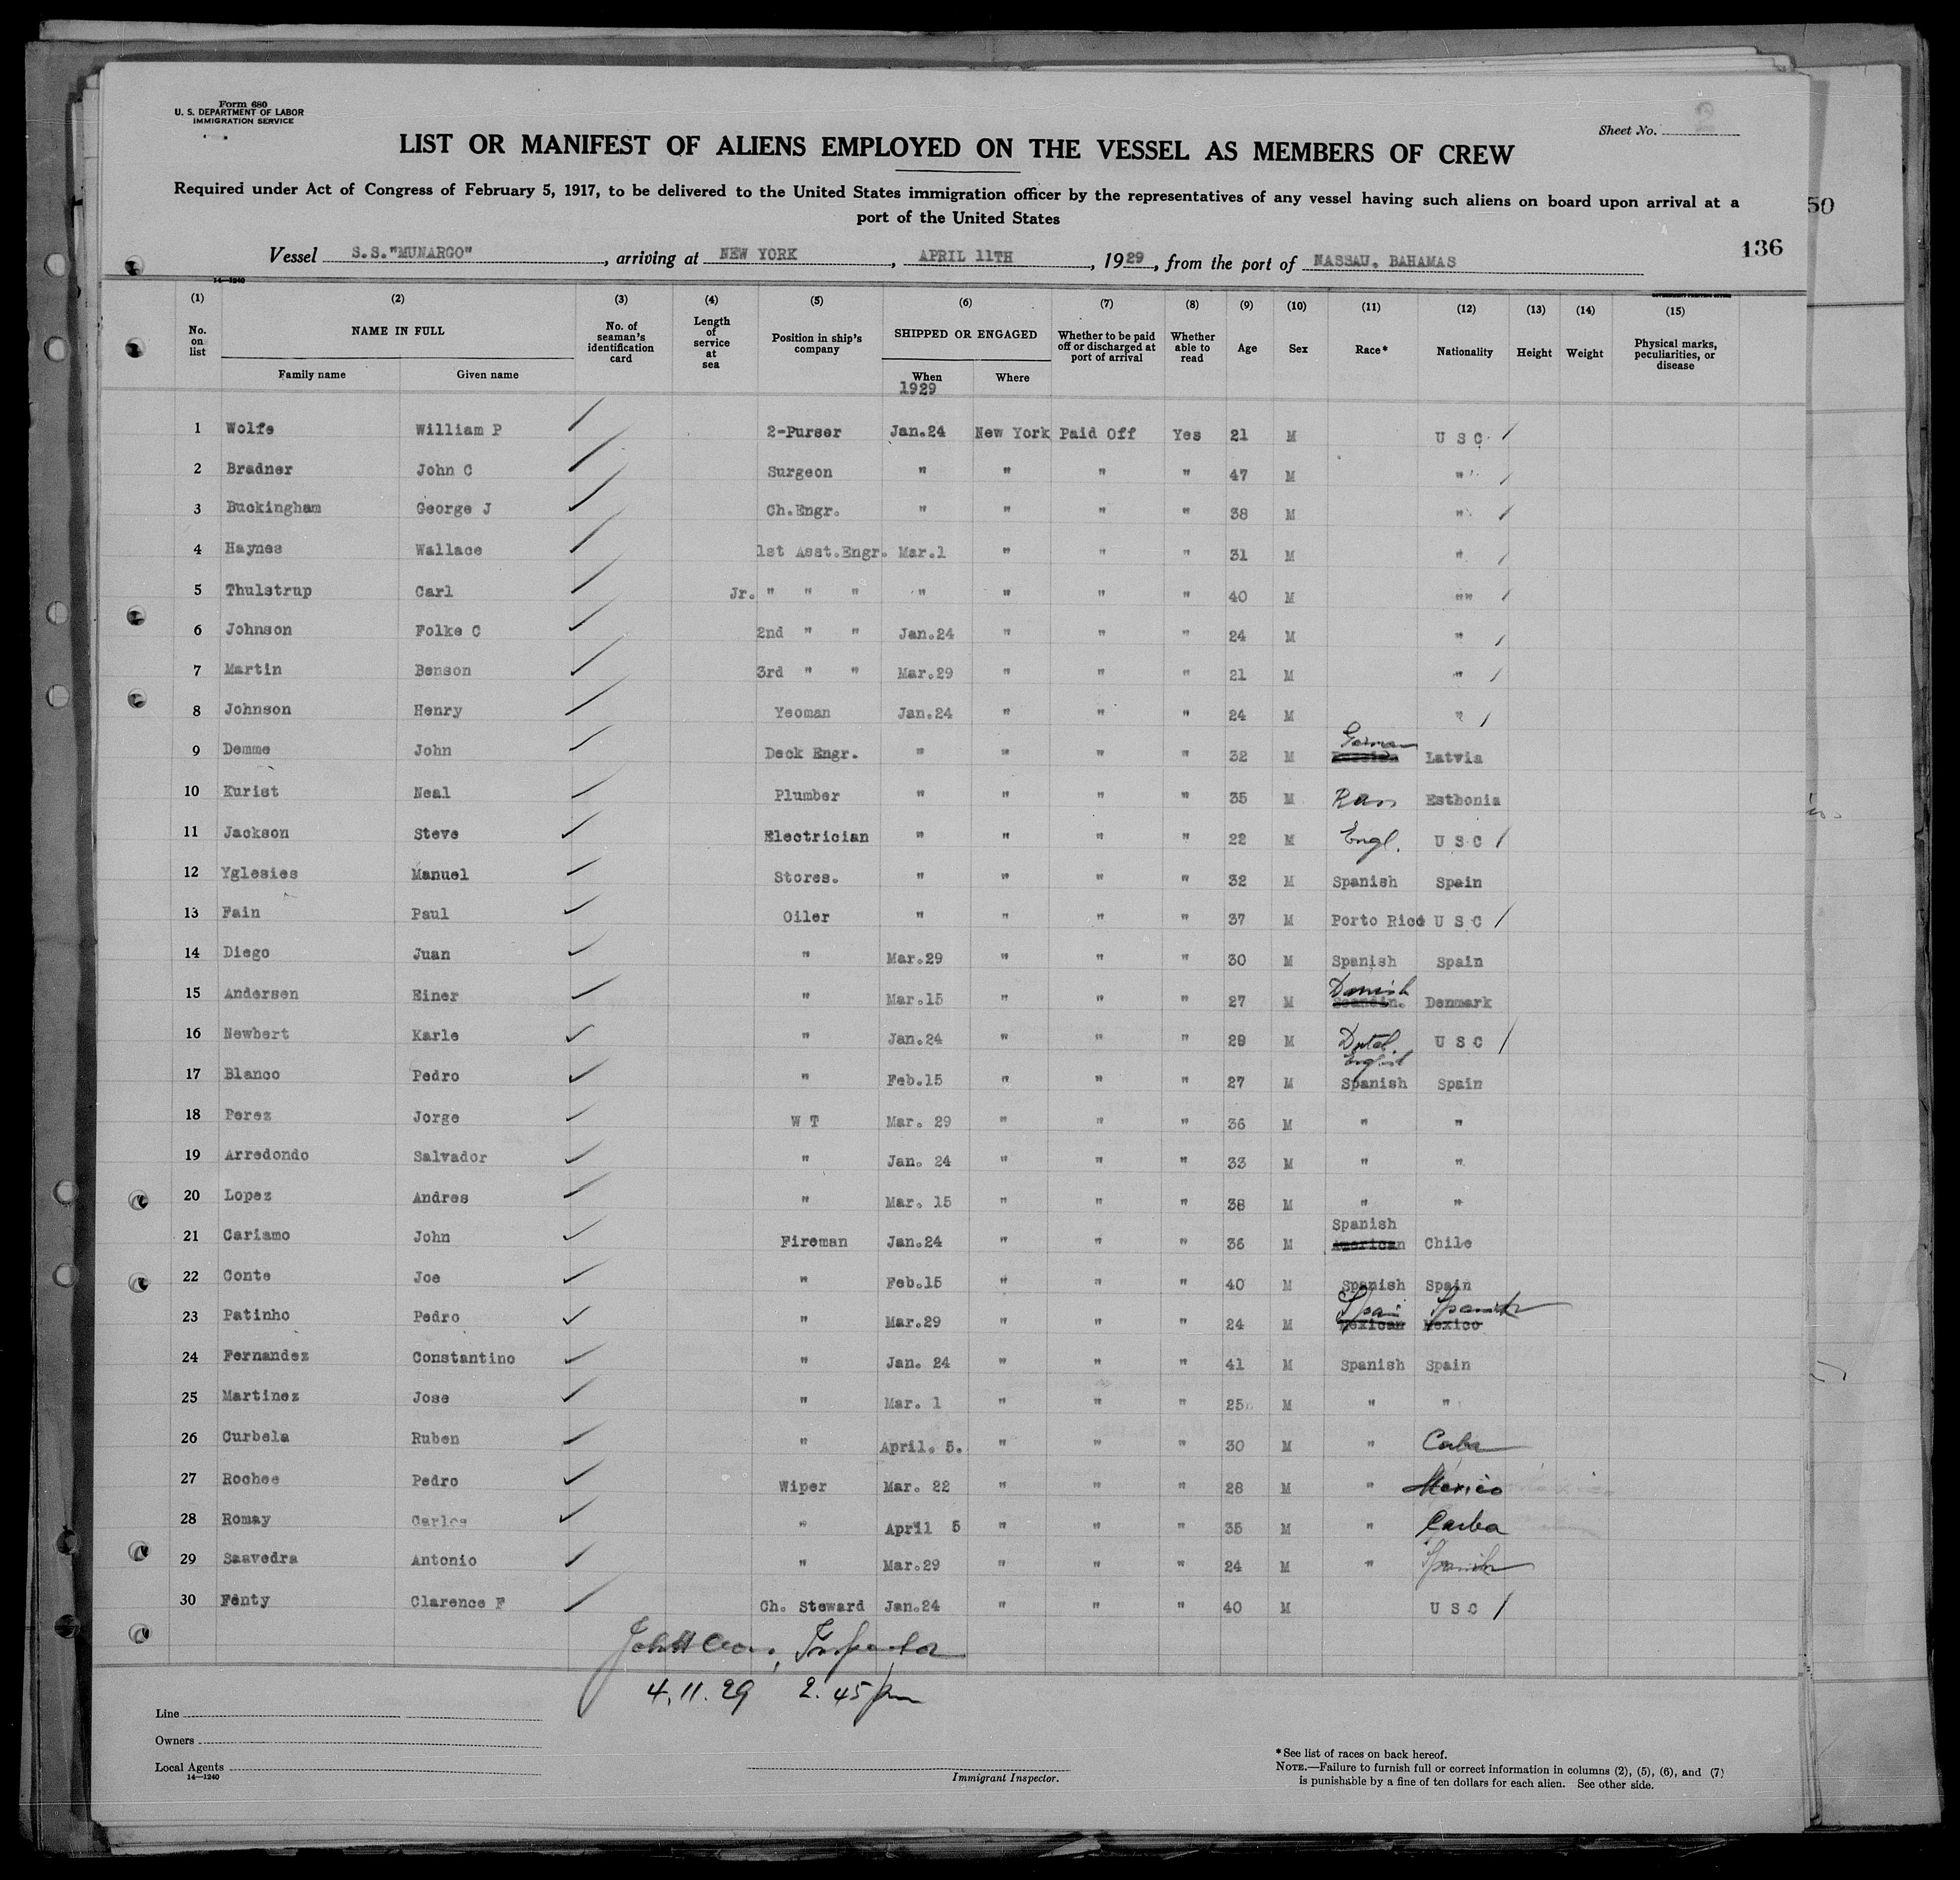 Form 680
U. S. DEPARTMENT OF LABOR
IMMIGRATION SERVICE
Sheet No. 2
LIST OR MANIFEST OF ALIENS EMPLOYED ON THE VESSEL AS MEMBERS OF CREW
Required under Act of Congress of February 5, 1917, to be delivered to the United States immigration officer by the representatives of any vessel having such aliens on board upon arrival at a
port of the United States
50
136
Vessel S.S."MUNARGO", arriving at NEW YORK, APRIL 11TH, 1929, from the port of NASSAU, BAHAMAS
14—1240
(1) (2) (3) (4) (5) (6) (7) (8) (9) (10) (11) (12) (13) (14) (15)
No. on list NAME IN FULL Family name Given name No. of seaman's identification card Length of service at sea Position in ship's company SHIPPED OR ENGAGED When Where Whether to be paid off or discharged at port of arrival Whether able to read Age Sex Race* Nationality Height Weight Physical marks, peculiarities, or disease
1929
1 Wolfe William P 2-Purser Jan.24 New York Paid Off Yes 21 M U S C
2 Bradner John C Surgeon " " " " 47 M "
3 Buckingham George J Ch.Engr. " " " " 38 M "
4 Haynes Wallace 1st Asst.Engr. Mar.1 " " " 31 M "
5 Thulstrup Carl Jr. " " " " " " " 40 M ""
6 Johnson Folke C 2nd " " Jan.24 " " " 24 M "
7 Martin Benson 3rd " " Mar.29 " " " 21 M "
8 Johnson Henry Yeoman Jan.24 " " " 24 M "
9 Demme John Deck Engr. " " " " 32 M German Russian Latvia
10 Kurist Neal Plumber " " " " 35 M Esthonia
11 Jackson Steve Electrician " " " " 22 M Engl. U S C
12 Yglesies Manuel Stores. " " " " 32 M Spanish Spain
13 Fain Paul Oiler " " " " 37 M Porto Rico U S C
14 Diego Juan " Mar.29 " " " 30 M Spanish Spain
15 Andersen Einer " Mar.15 " " " 27 M Danish Scandin. Denmark
16 Newbert Karle " Jan.24 " " " 29 M English U S C
17 Blanco Pedro " Feb.15 " " " 27 M Spanish Spain
18 Perez Jorge W T Mar. 29 " " " 36 M " "
19 Arredondo Salvador " Jan. 24 " " " 33 M " "
20 Lopez Andres " Mar. 15 " " " 38 M " "
21 Cariamo John Fireman Jan.24 " " " 36 M Spanish American Chile
22 Conte Joe " Feb.15 " " " 40 M Spanish Spain
23 Patinho Pedro " Mar.29 " " " 24 M Span Mexican Spanish Mexico
24 Fernandez Constantino " Jan. 24 " " " 41 M Spanish Spain
25 Martinez Jose " Mar. 1 " " " 25 M " "
26 Curbela Ruben " April. 5. " " " 30 M " Cuba
27 Rochee Pedro Wiper Mar. 22 " " " 28 M " Mexico
28 Romay Carlos " April 5 " " " 35 M " Cuba
29 Saavedra Antonio " Mar.29 " " " 24 M " Spanish
30 Fenty Clarence F Ch. Steward Jan.24 " " " 40 M U S C
Inspector
4.11.29 2.45 pm
Line
Owners
Local Agents
14—1240
Immigrant Inspector.
*See list of races on back hereof.
NOTE.—Failure to furnish full or correct information in columns (2), (5), (6), and (7)
is punishable by a fine of ten dollars for each alien. See other side.